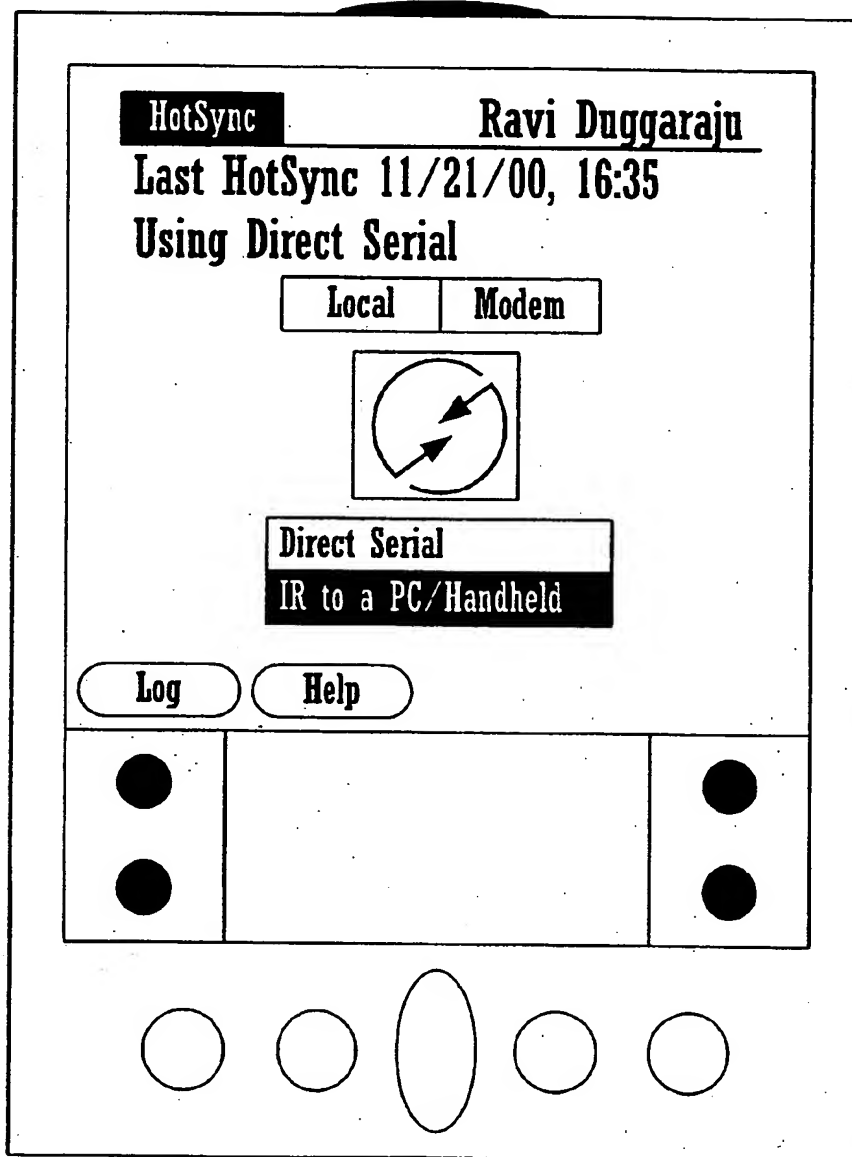 HotSync Ravi Duggaraju
Last HotSync 11/21/00, 16:35
Using Direct Serial
Local Modem
Direct Serial
IR to a PC/Handheld
Log Help